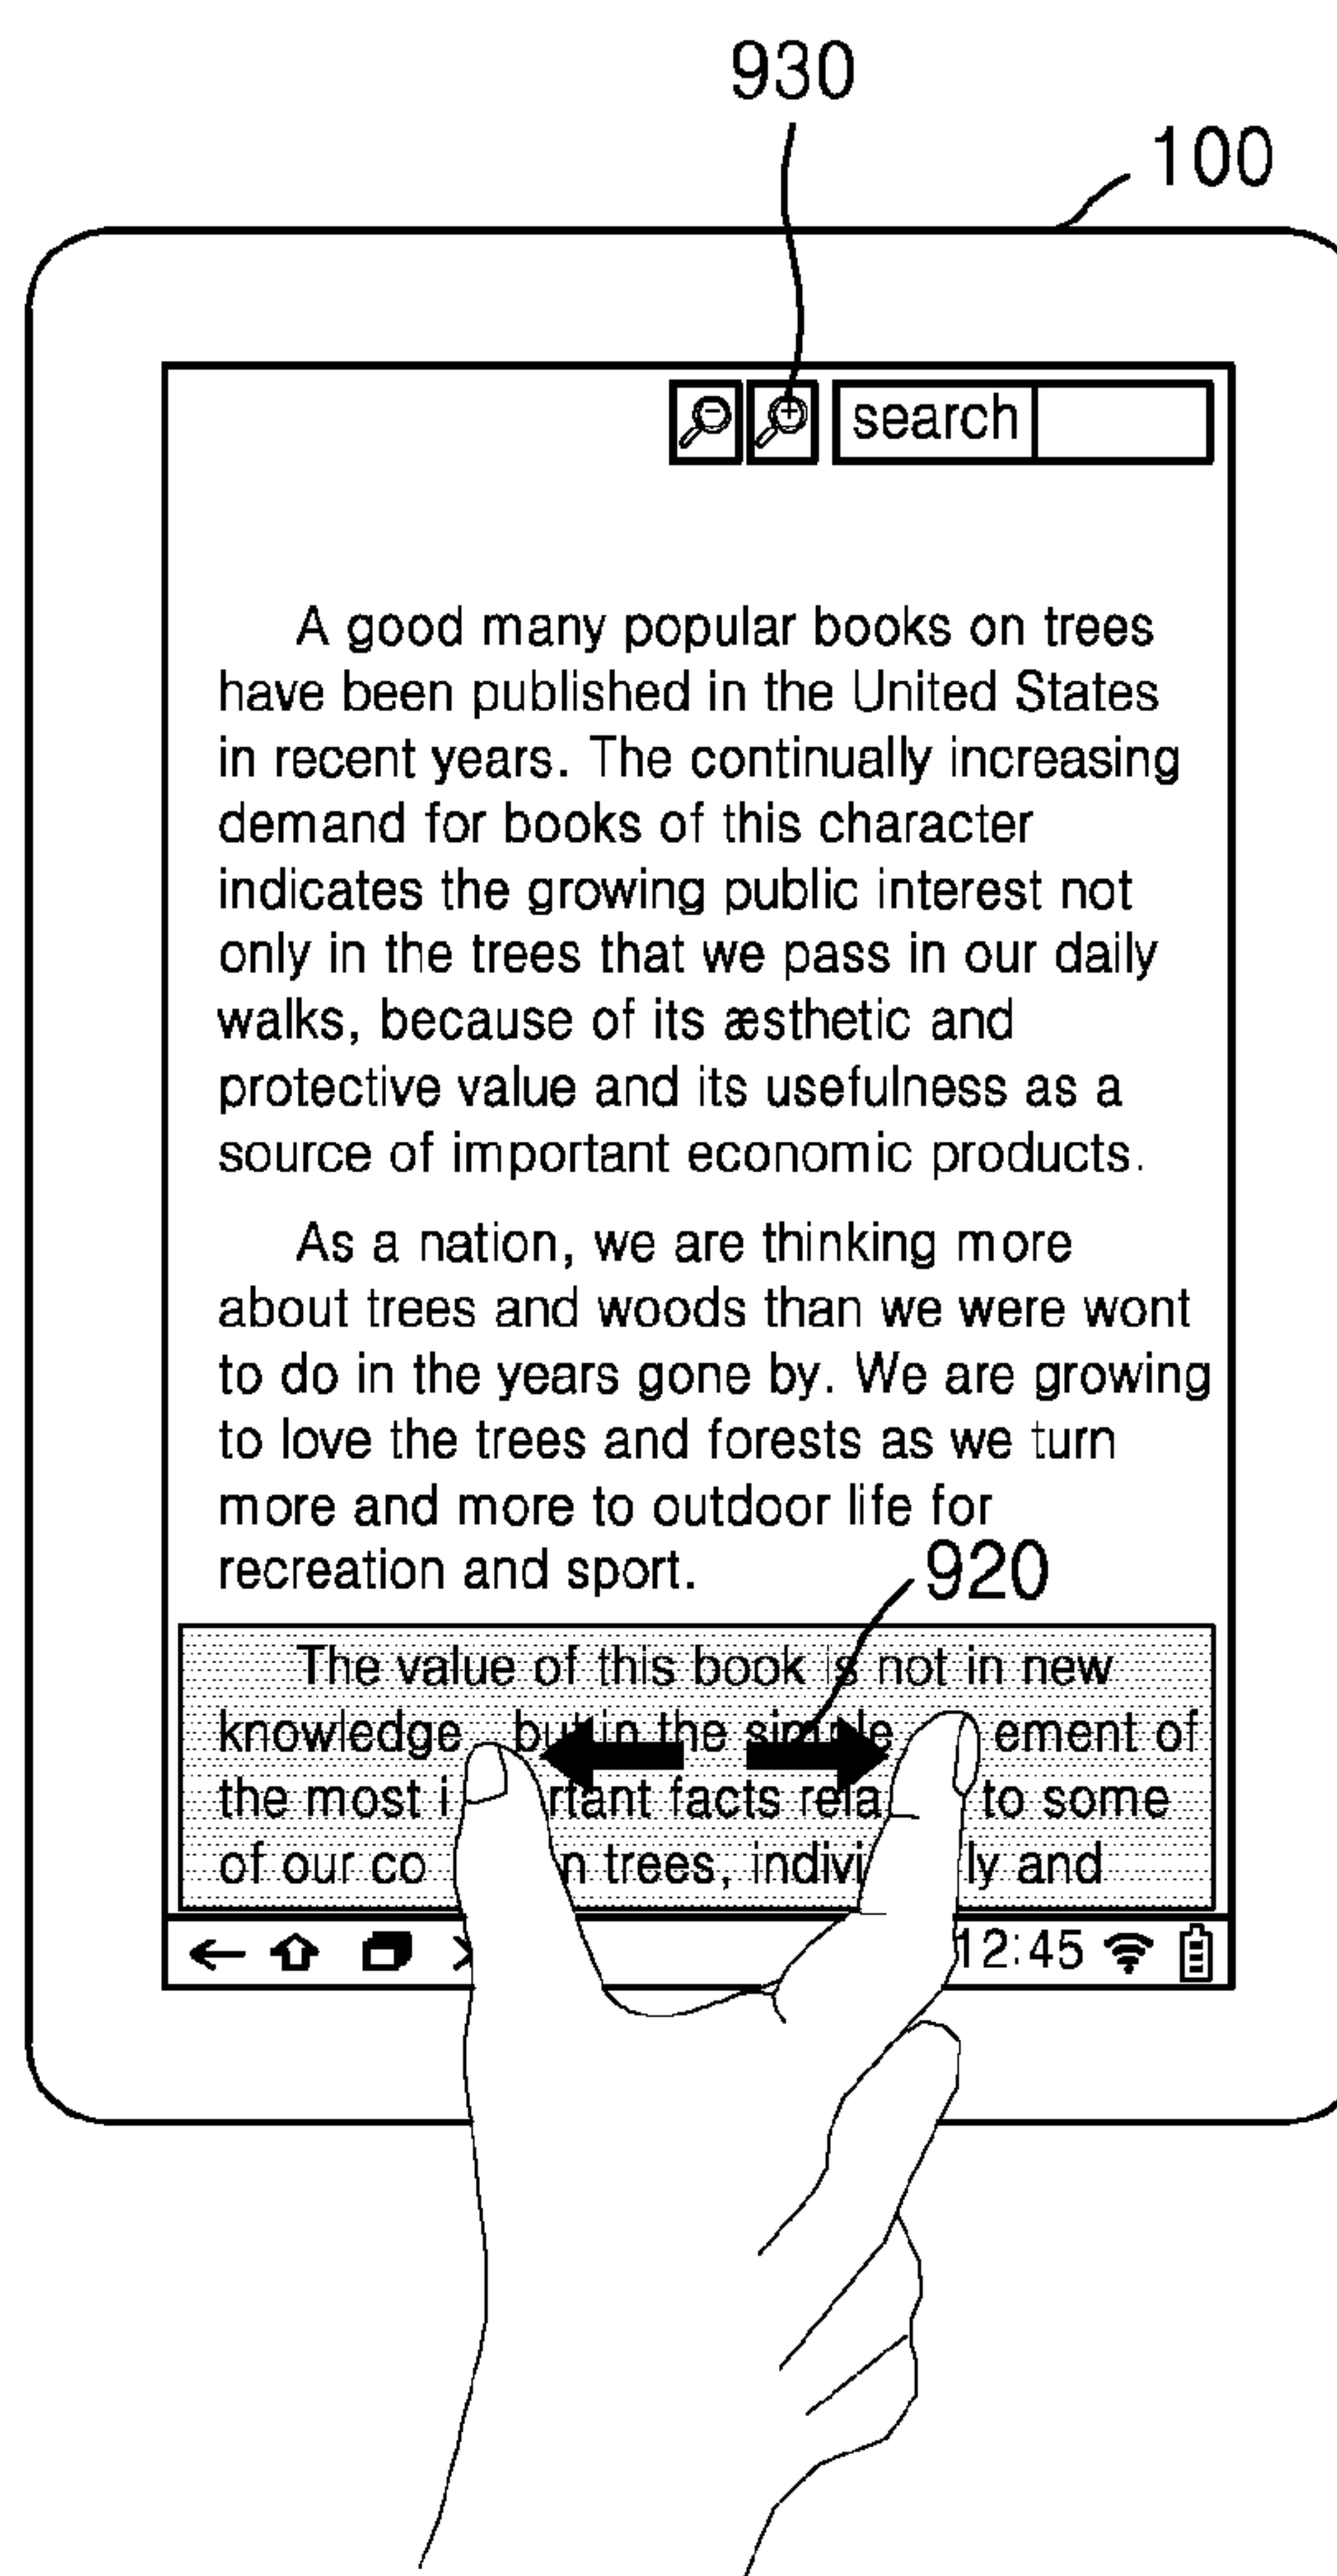 930
100
search
A good many popular books on trees
have been published in the United States
in recent years. The continually increasing
demand for books of this character
indicates the growing public interest not
only in the trees that we pass in our daily
walks, because of its æsthetic and
protective value and its usefulness as a
source of important economic products.
As a nation, we are thinking more
about trees and woods than we were wont
to do in the years gone by. We are growing
to love the trees and forests as we turn
more and more to outdoor life for
recreation and sport.
920
The value of this book is not in new
knowledge but in the simple ement of
the most i rtant facts rela to some
of our co n trees, indivi ly and
12:45